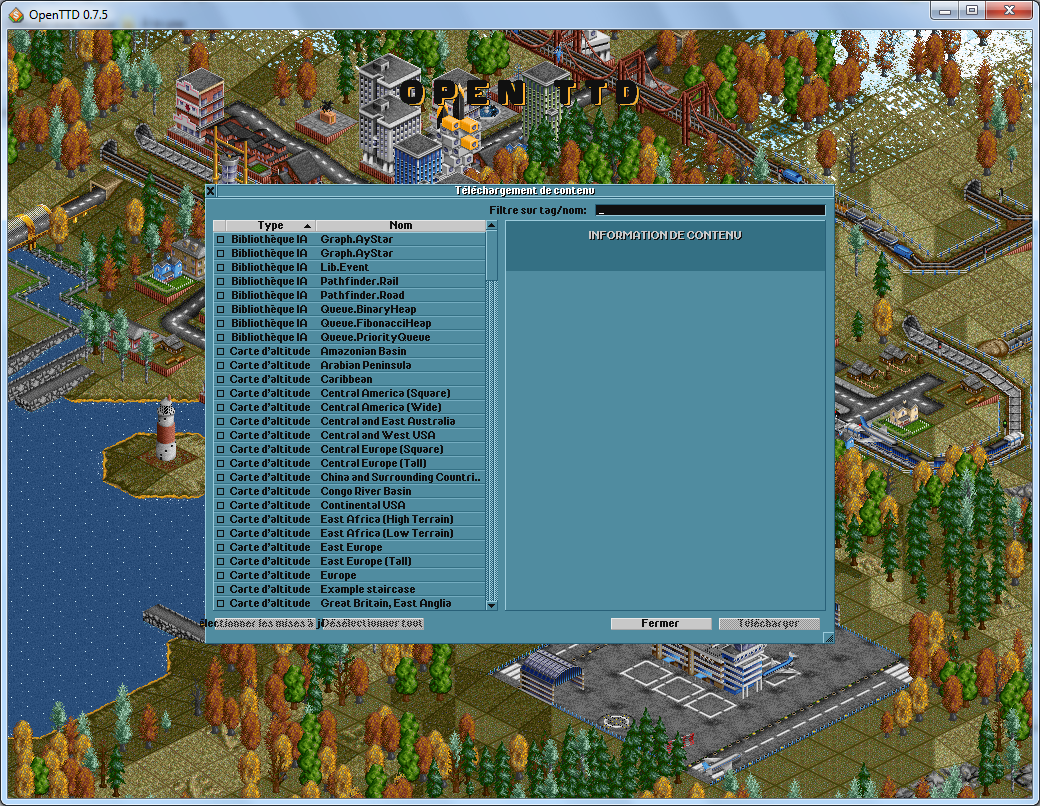 OpenTTD 0.7.5
OPEN TTD
X Téléchargement de contenu
Filtre sur tag/nom: _
Type Nom
Bibliothèque IA Graph.AyStar
Bibliothèque IA Graph.AyStar
Bibliothèque IA Lib.Event
Bibliothèque IA Pathfinder.Rail
Bibliothèque IA Pathfinder.Road
Bibliothèque IA Queue.BinaryHeap
Bibliothèque IA Queue.FibonacciHeap
Bibliothèque IA Queue.PriorityQueue
Carte d'altitude Amazonian Basin
Carte d'altitude Arabian Peninsula
Carte d'altitude Caribbean
Carte d'altitude Central America (Square)
Carte d'altitude Central America (Wide)
Carte d'altitude Central and East Australia
Carte d'altitude Central and West USA
Carte d'altitude Central Europe (Square)
Carte d'altitude Central Europe (Tall)
Carte d'altitude China and Surrounding Countri..
Carte d'altitude Congo River Basin
Carte d'altitude Continental USA
Carte d'altitude East Africa (High Terrain)
Carte d'altitude East Africa (Low Terrain)
Carte d'altitude East Europe
Carte d'altitude East Europe (Tall)
Carte d'altitude Europe
Carte d'altitude Example staircase
Carte d'altitude Great Britain, East Anglia
INFORMATION DE CONTENU
électionner les mises à j Désélectionner tout
Fermer Télécharger